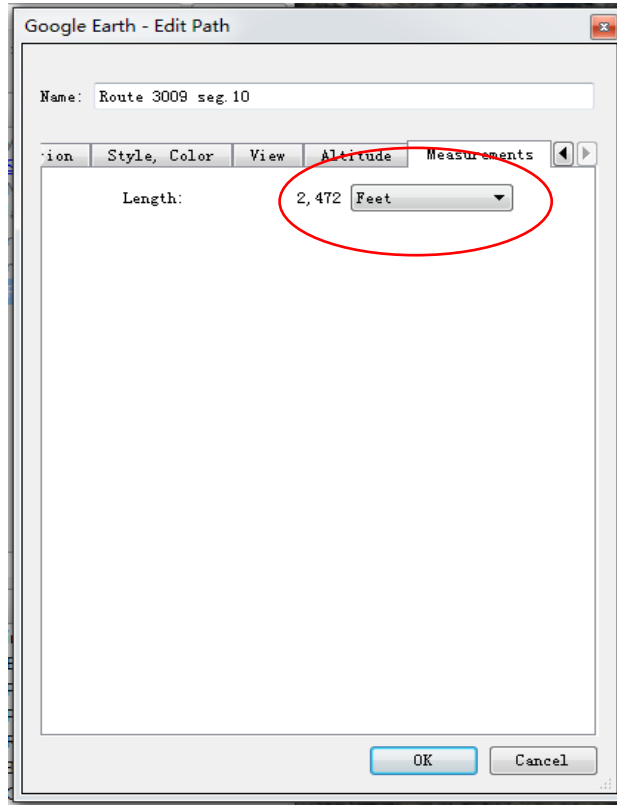 Google Earth - Edit Path
Name: Route 3009 seg.10
ion Style, Color View Altitude Measurements
Length: 2,472 Feet
OK Cancel